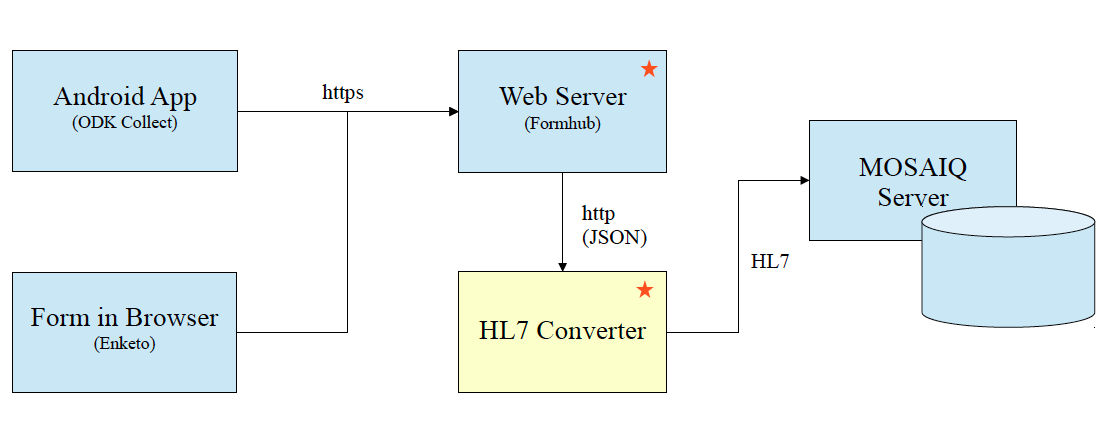 Android App
(ODK Collect)
https
Web Server
(Formhub)
MOSAIQ
Server
http
(JSON)
HL7
Form in Browser
(Enketo)
HL7 Converter